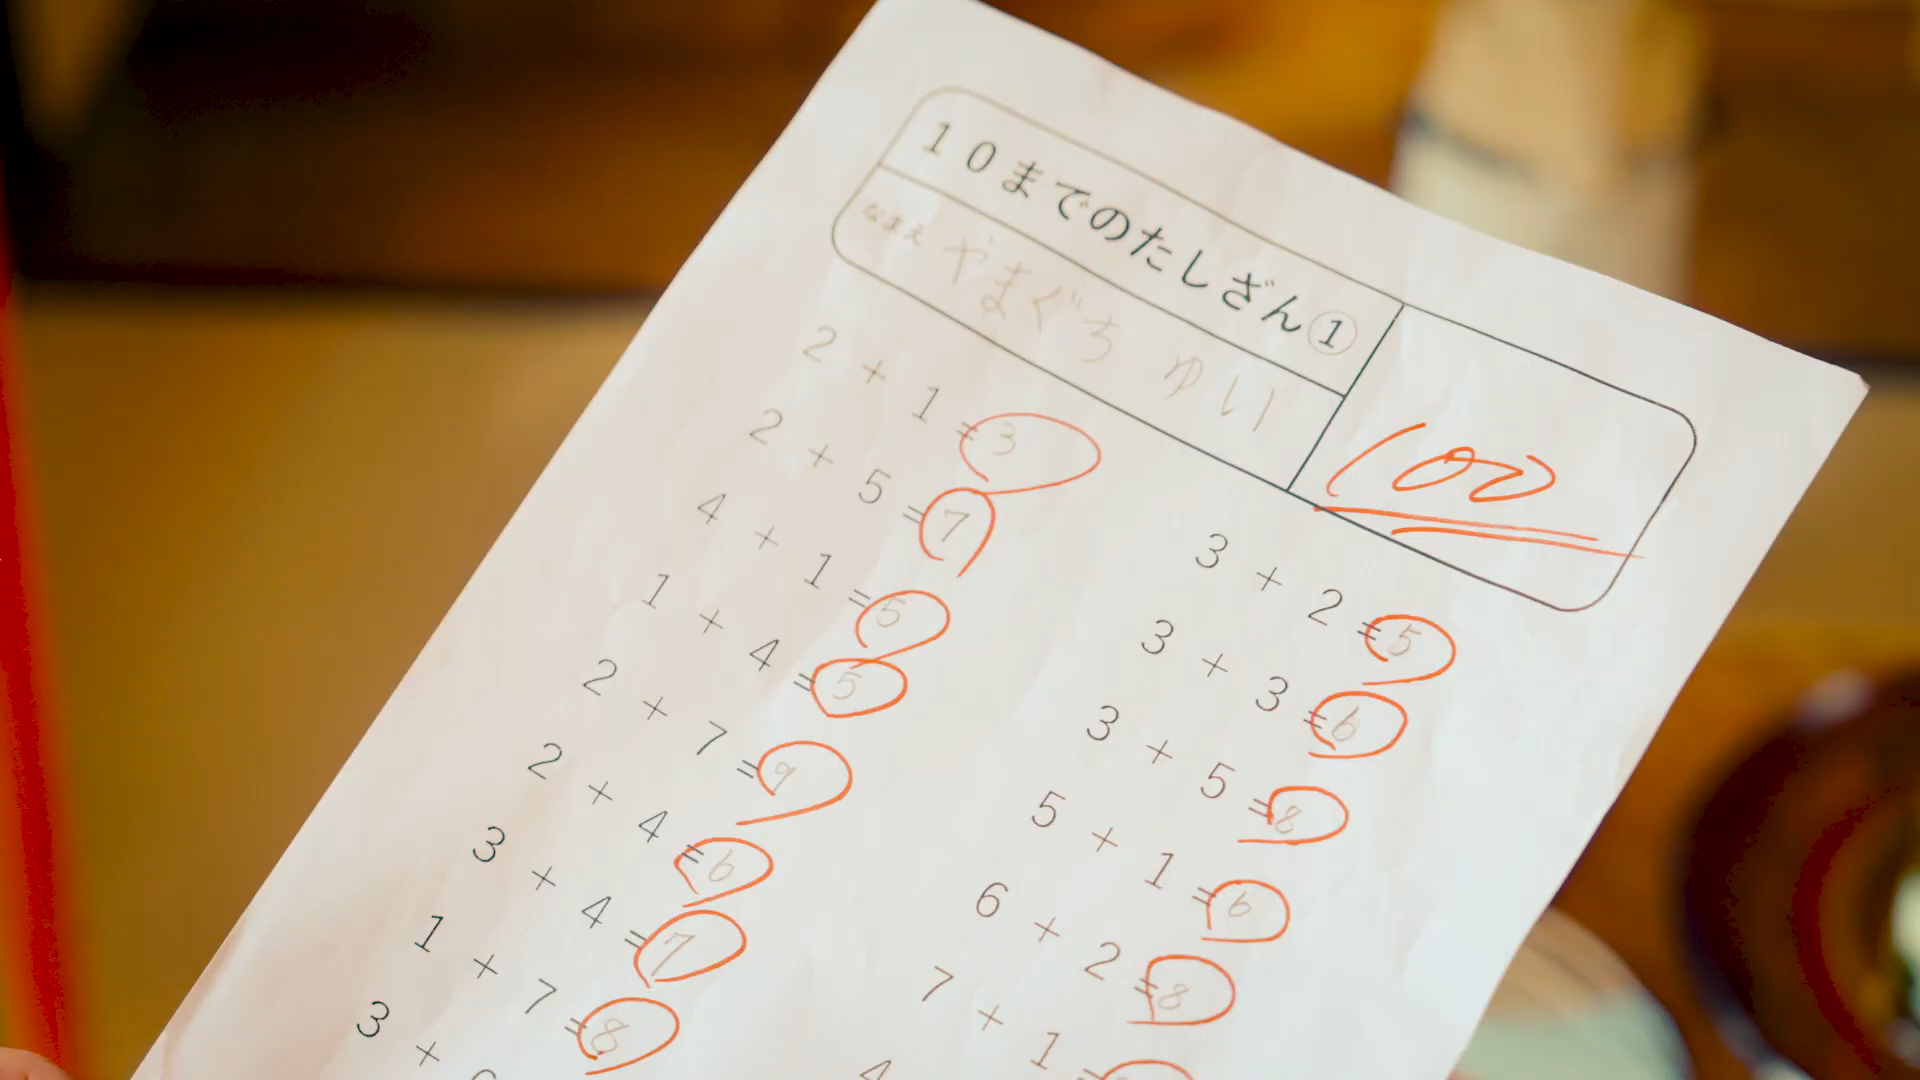 10までのたしざん①
なまえ やまぐち ゆい
100
2 + 1 = 3
2 + 5 = 7
4 + 1 = 5
1 + 4 = 5
2 + 7 = 9
2 + 4 = 6
3 + 4 = 7
1 + 7 = 8
3 +
3 + 2 = 5
3 + 3 = 6
3 + 5 = 8
5 + 1 = 6
6 + 2 = 8
7 + 1 =
4